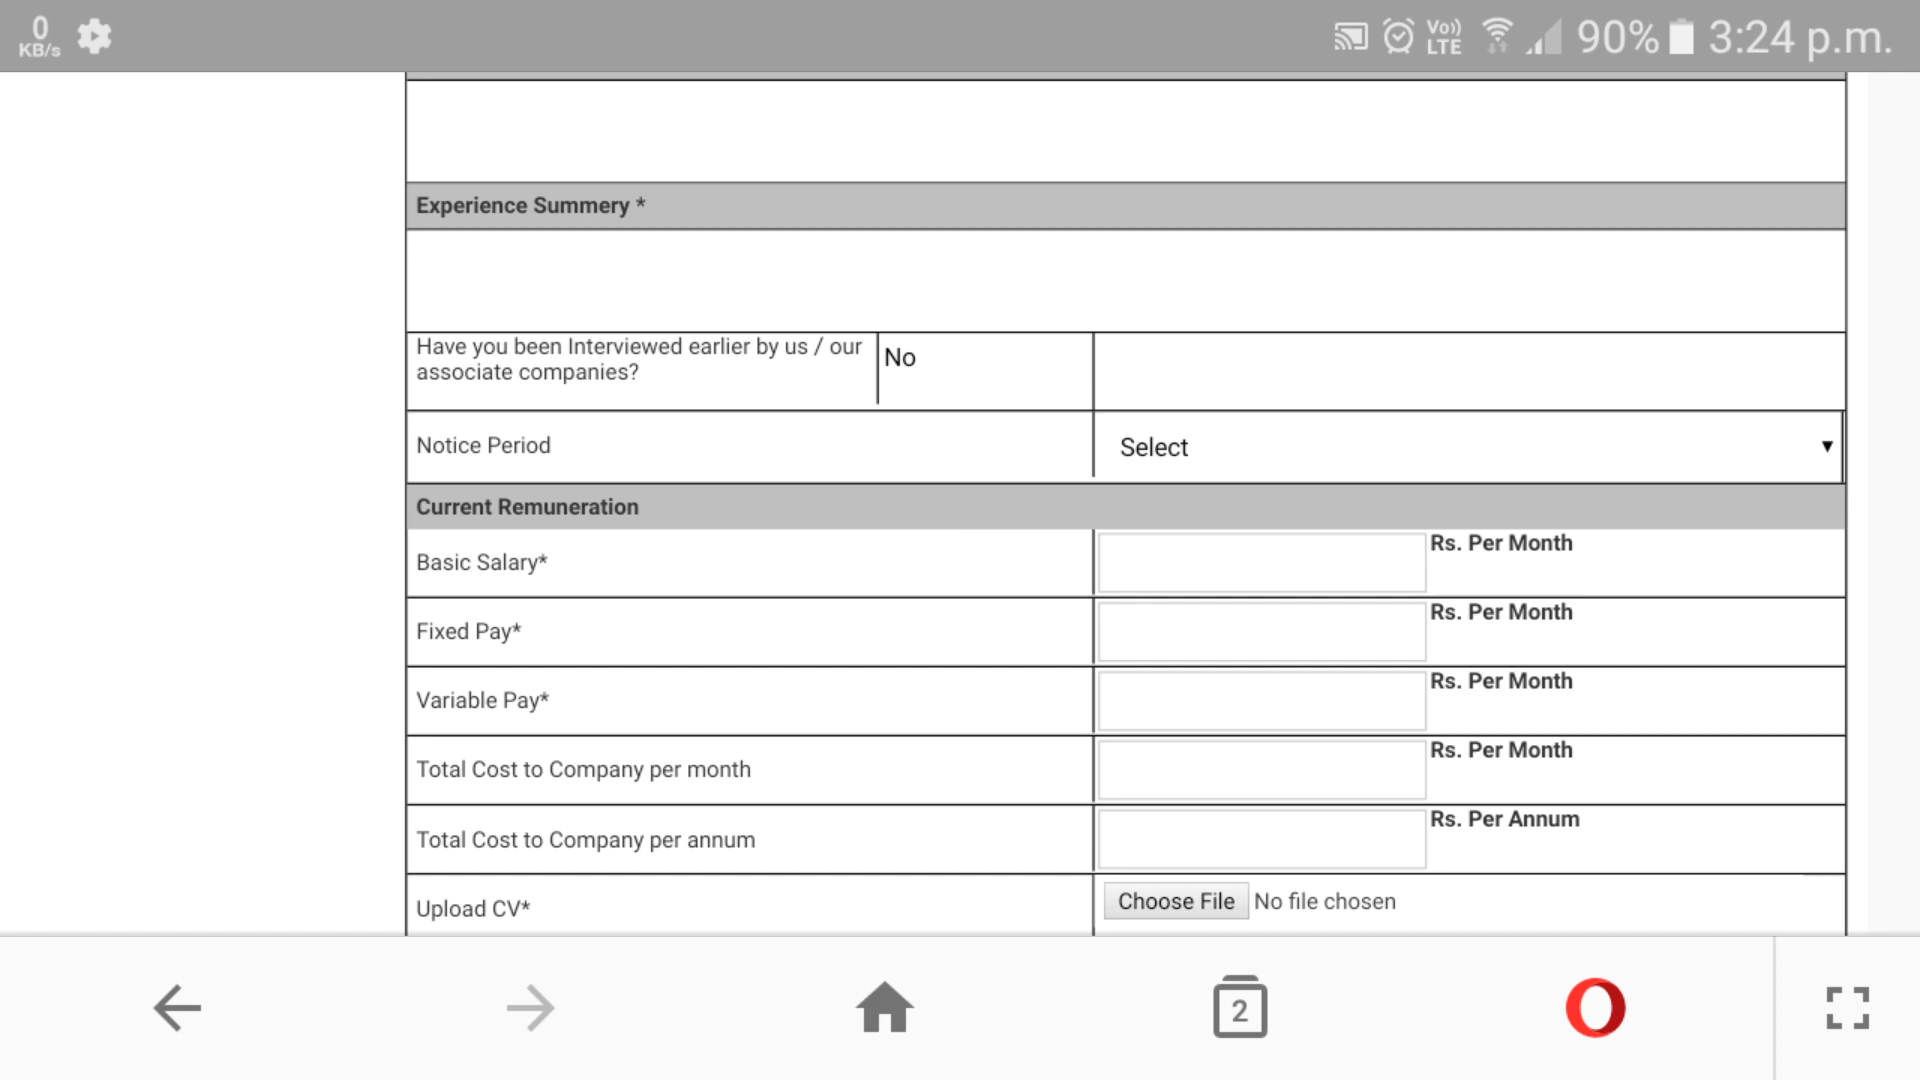 0
KB/s
Vo))
LTE
90%
3:24 p.m.
Experience Summery *
Have you been Interviewed earlier by us / our
associate companies?
No
Notice Period
Select
Current Remuneration
Basic Salary*
Rs. Per Month
Fixed Pay*
Rs. Per Month
Variable Pay*
Rs. Per Month
Total Cost to Company per month
Rs. Per Month
Total Cost to Company per annum
Rs. Per Annum
Upload CV*
Choose File No file chosen
2